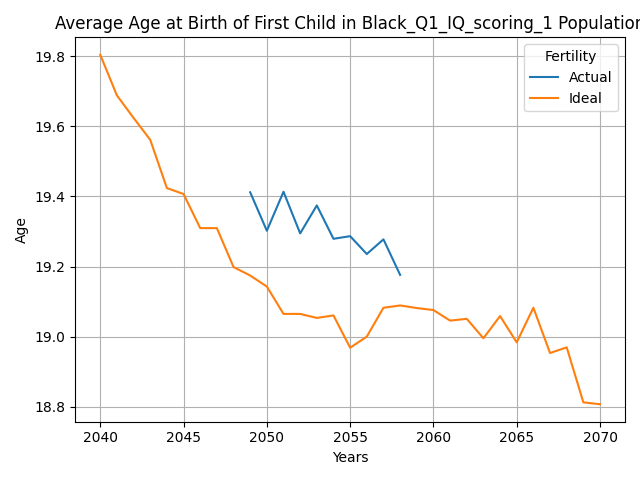 Average Age at Birth of First Child in Black_Q1_IQ_scoring_1 Population
Fertility
Actual
Ideal
Age
19.8
19.6
19.4
19.2
19.0
18.8
2040
2045
2050
2055
2060
2065
2070
Years